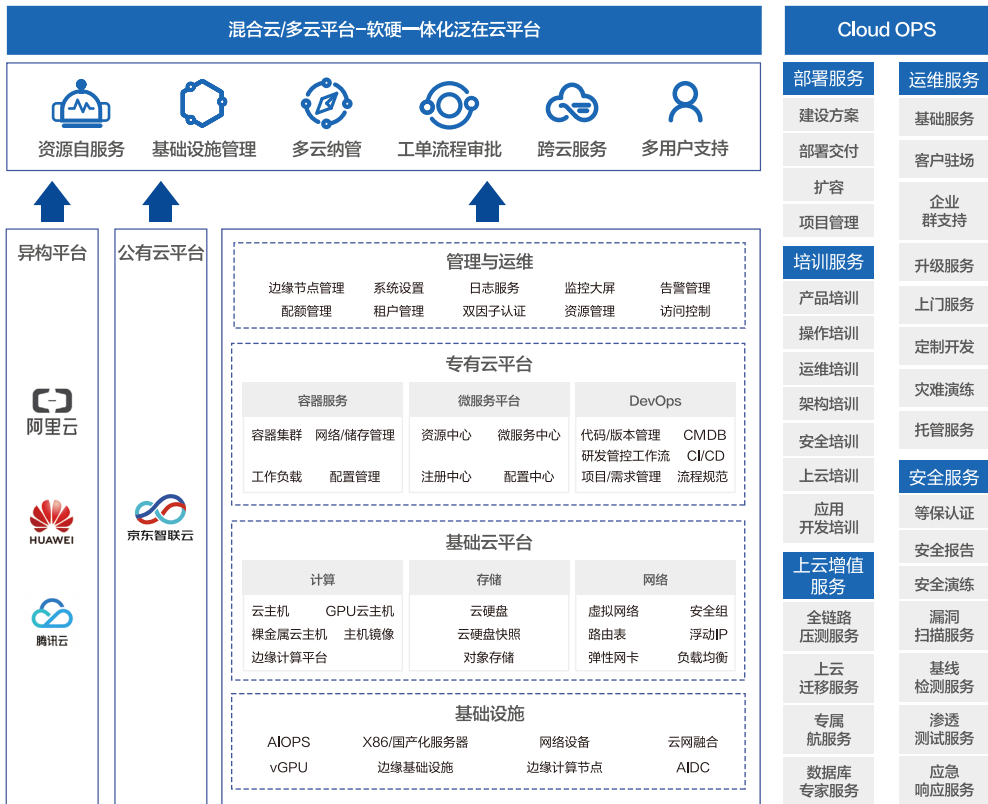 混合云/多云平台-软硬一体化泛在云平台
资源自服务 基础设施管理 多云纳管 工单流程审批 跨云服务 多用户支持
异构平台
阿里云
HUAWEI
腾讯云
公有云平台
京东智联云
管理与运维
边缘节点管理 系统设置 日志服务 监控大屏 告警管理
配额管理 租户管理 双因子认证 资源管理 访问控制
专有云平台
容器服务
容器集群 网络/储存管理
工作负载 配置管理
微服务平台
资源中心 微服务中心
注册中心 配置中心
DevOps
代码/版本管理 CMDB
研发管控工作流 CI/CD
项目/需求管理 流程规范
基础云平台
计算
云主机 GPU云主机
裸金属云主机 主机镜像
边缘计算平台
存储
云硬盘
云硬盘快照
对象存储
网络
虚拟网络 安全组
路由表 浮动IP
弹性网卡 负载均衡
基础设施
AIOPS X86/国产化服务器 网络设备 云网融合
vGPU 边缘基础设施 边缘计算节点 AIDC
Cloud OPS
部署服务
建设方案
部署交付
扩容
项目管理
培训服务
产品培训
操作培训
运维培训
架构培训
安全培训
上云培训
应用
开发培训
上云增值
服务
全链路
压测服务
上云
迁移服务
专属
航服务
数据库
专家服务
运维服务
基础服务
客户驻场
企业
群支持
升级服务
上门服务
定制开发
灾难演练
托管服务
安全服务
等保认证
安全报告
安全演练
漏洞
扫描服务
基线
检测服务
渗透
测试服务
应急
响应服务